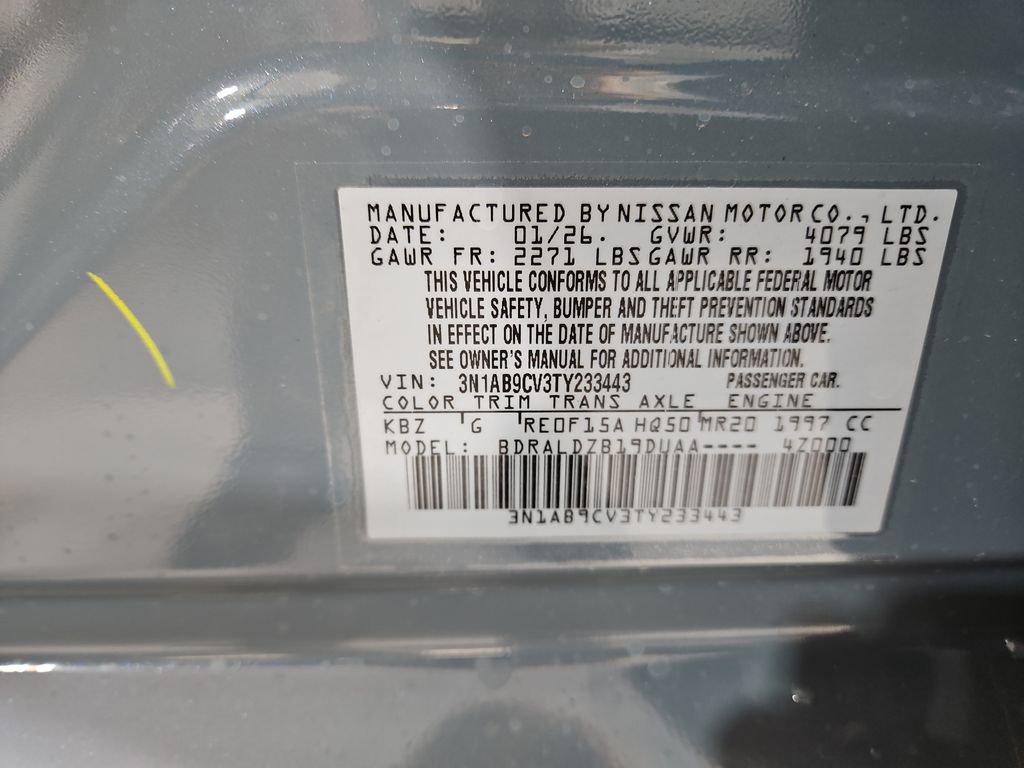 MANUFACTURED BY NISSAN MOTOR CO., LTD.
DATE: 01/26. GVWR: 4079 LBS
GAWR FR: 2271 LBS GAWR RR: 1940 LBS
THIS VEHICLE CONFORMS TO ALL APPLICABLE FEDERAL MOTOR
VEHICLE SAFETY, BUMPER AND THEFT PREVENTION STANDARDS
IN EFFECT ON THE DATE OF MANUFACTURE SHOWN ABOVE.
SEE OWNER'S MANUAL FOR ADDITIONAL INFORMATION.
VIN: 3N1AB9CV3TY233443 PASSENGER CAR.
COLOR TRIM TRANS AXLE ENGINE
KBZ G RE0F15A HQ50 MR20 1997 CC
MODEL: BDRALDZB19DUAA---- 4Z000
3N1AB9CV3TY233443